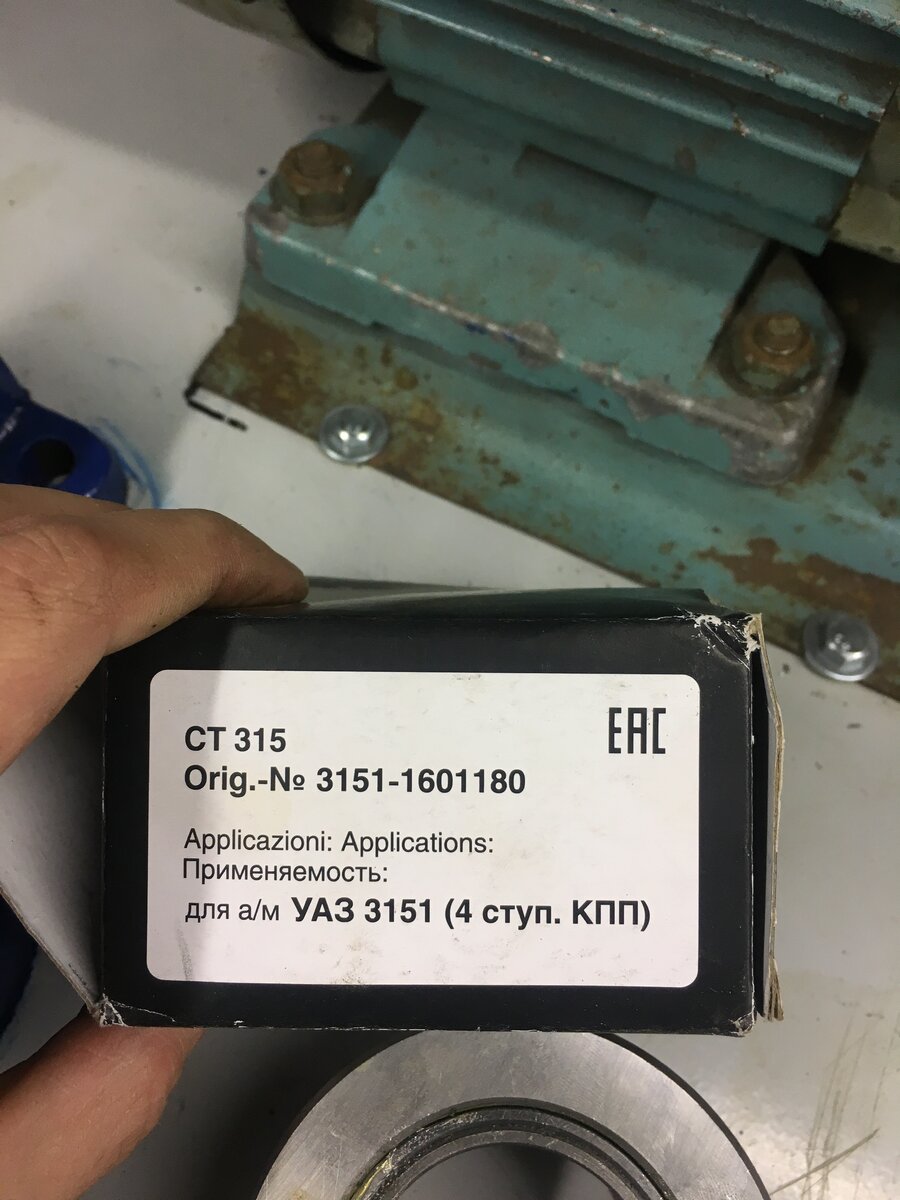 CT 315
EAC
Orig.-№ 3151-1601180
Applicazioni: Applications:
Применяемость:
для а/м УАЗ 3151 (4 ступ. КПП)